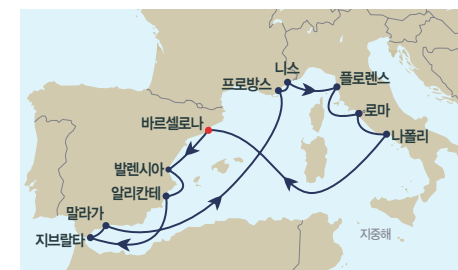 니스
프로방스
플로렌스
로마
바르셀로나
나폴리
발렌시아
알리칸테
말라가
지브랄타
지중해